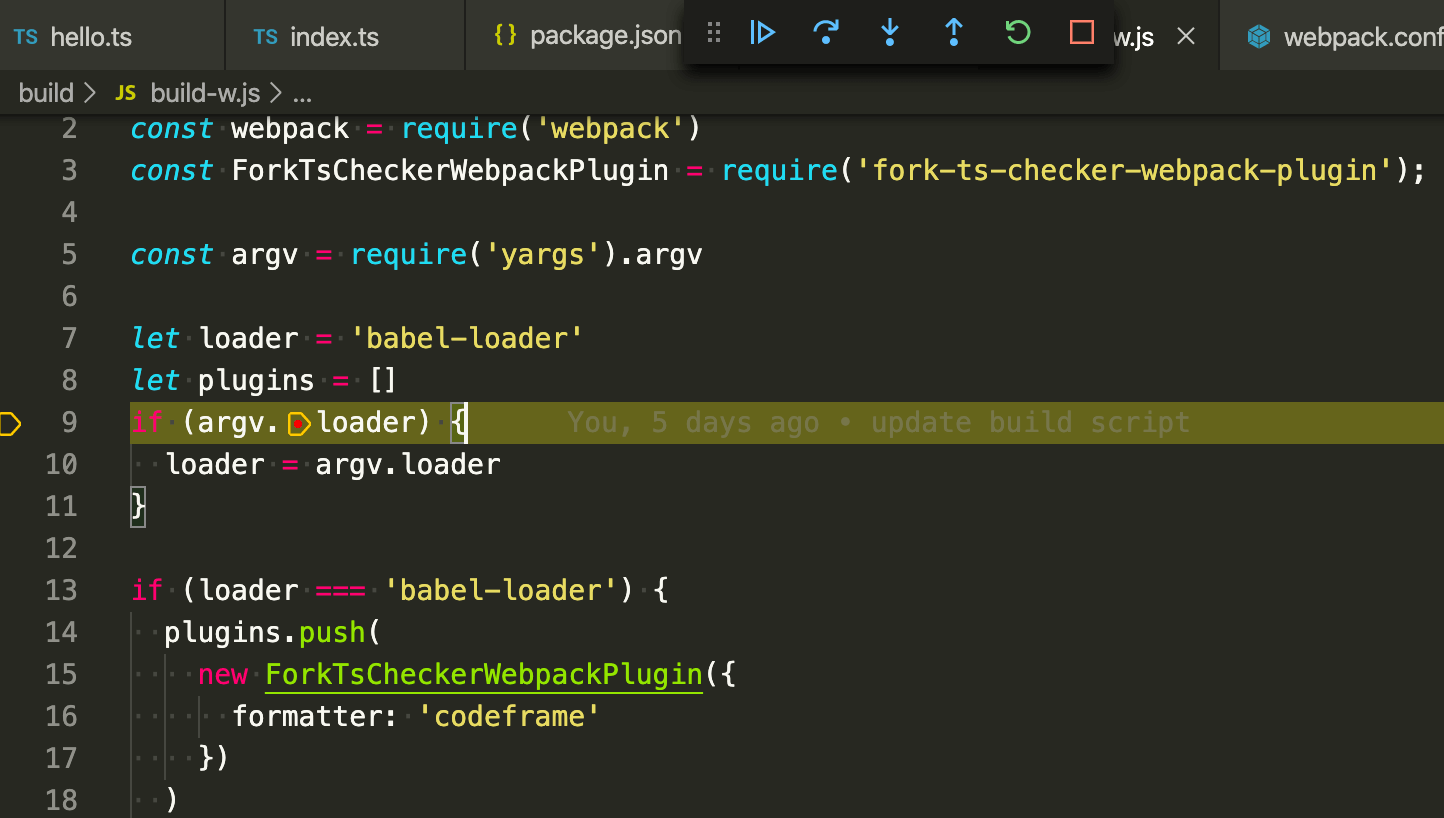 TS hello.ts
TS index.ts
{} package.json
w.js
webpack.conf
build > JS build-w.js > ...
2 const webpack = require('webpack')
3 const ForkTsCheckerWebpackPlugin = require('fork-ts-checker-webpack-plugin');
4
5 const argv = require('yargs').argv
6
7 let loader = 'babel-loader'
8 let plugins = []
9 if (argv.loader) { You, 5 days ago • update build script
10 loader = argv.loader
11 }
12
13 if (loader === 'babel-loader') {
14 plugins.push(
15 new ForkTsCheckerWebpackPlugin({
16 formatter: 'codeframe'
17 })
18 )